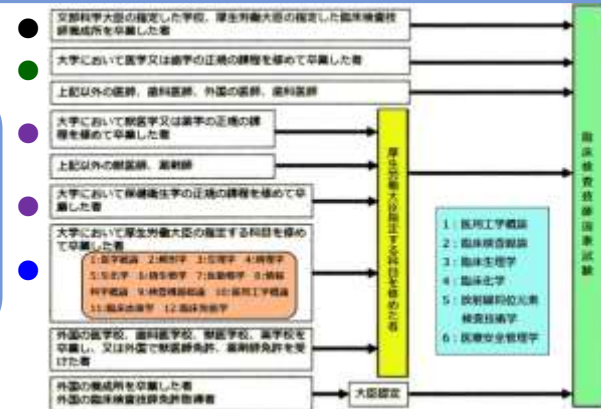 文部科学大臣の指定した学校、厚生労働大臣の指定した臨床検査技
師養成所を卒業した者
大学において医学又は歯学の正規の課程を修めて卒業した者
上記以外の医師、歯科医師、外国の医師、歯科医師
大学において獣医学又は薬学の正規の課
程を修めて卒業した者
上記以外の獣医師、薬剤師
大学において保健衛生学の正規の課程を修めて卒
業した者
大学において厚生労働大臣の指定する科目を修め
て卒業した者
1:医学概論 2:解剖学 3:生理学 4:病理学
5:生化学 6:微生物学 7:血液学 8:情報
科学概論 9:検査機器総論 10:医用工学概論
11:臨床血液学 12:臨床免疫学
外国の医学校、歯科医学校、獣医学校、薬学校を
卒業し、又は外国で獣医師免許、薬剤師免許を受
けた者
外国の養成所を卒業した者
外国の臨床検査技師免許取得者
厚生労働大臣指定する科目を修めた者
大臣認定
1:医用工学概論
2:臨床検査総論
3:臨床生理学
4:臨床化学
5:放射線同位元素
検査技術学
6:医療安全管理学
臨床検査技師国家試験